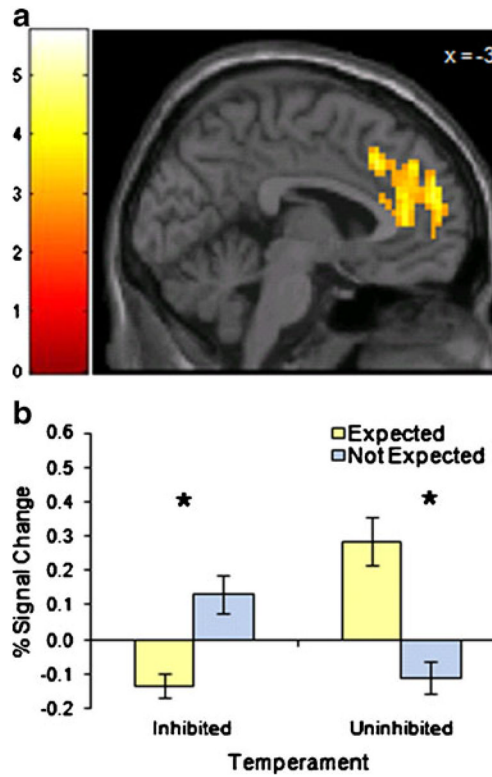 a
x = -3
5
4
3
2
1
0
b
Expected
Not Expected
0.6
0.5
0.4
0.3
0.2
0.1
0.0
-0.1
-0.2
% Signal Change
* *
Inhibited Uninhibited
Temperament